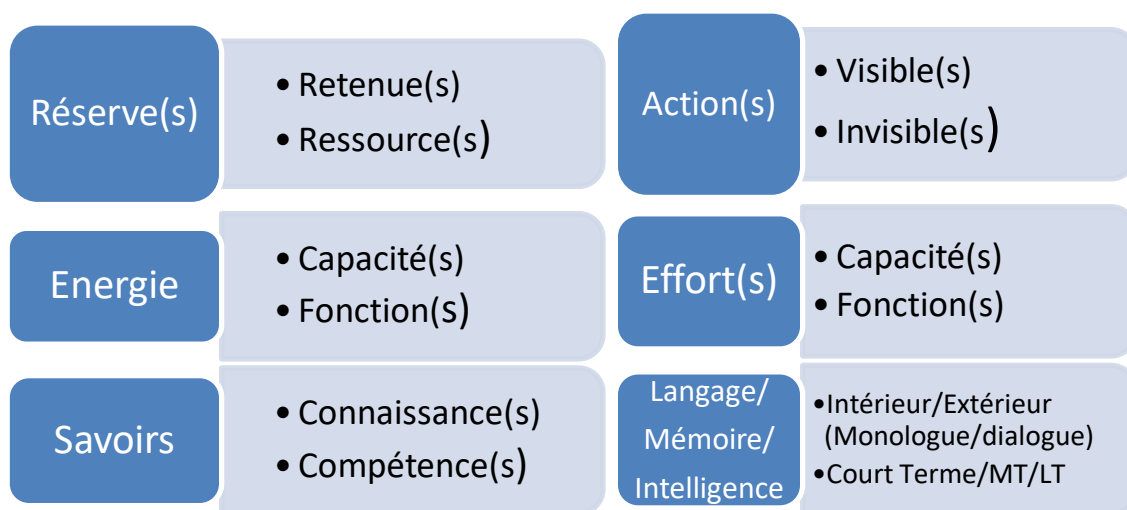 Réserve(s)
• Retenue(s)
• Ressource(s)
Action(s)
• Visible(s)
• Invisible(s)
Energie
• Capacité(s)
• Fonction(s)
Effort(s)
• Capacité(s)
• Fonction(s)
Savoirs
• Connaissance(s)
• Compétence(s)
Langage/
Mémoire/
Intelligence
•Intérieur/Extérieur
(Monologue/dialogue)
•Court Terme/MT/LT